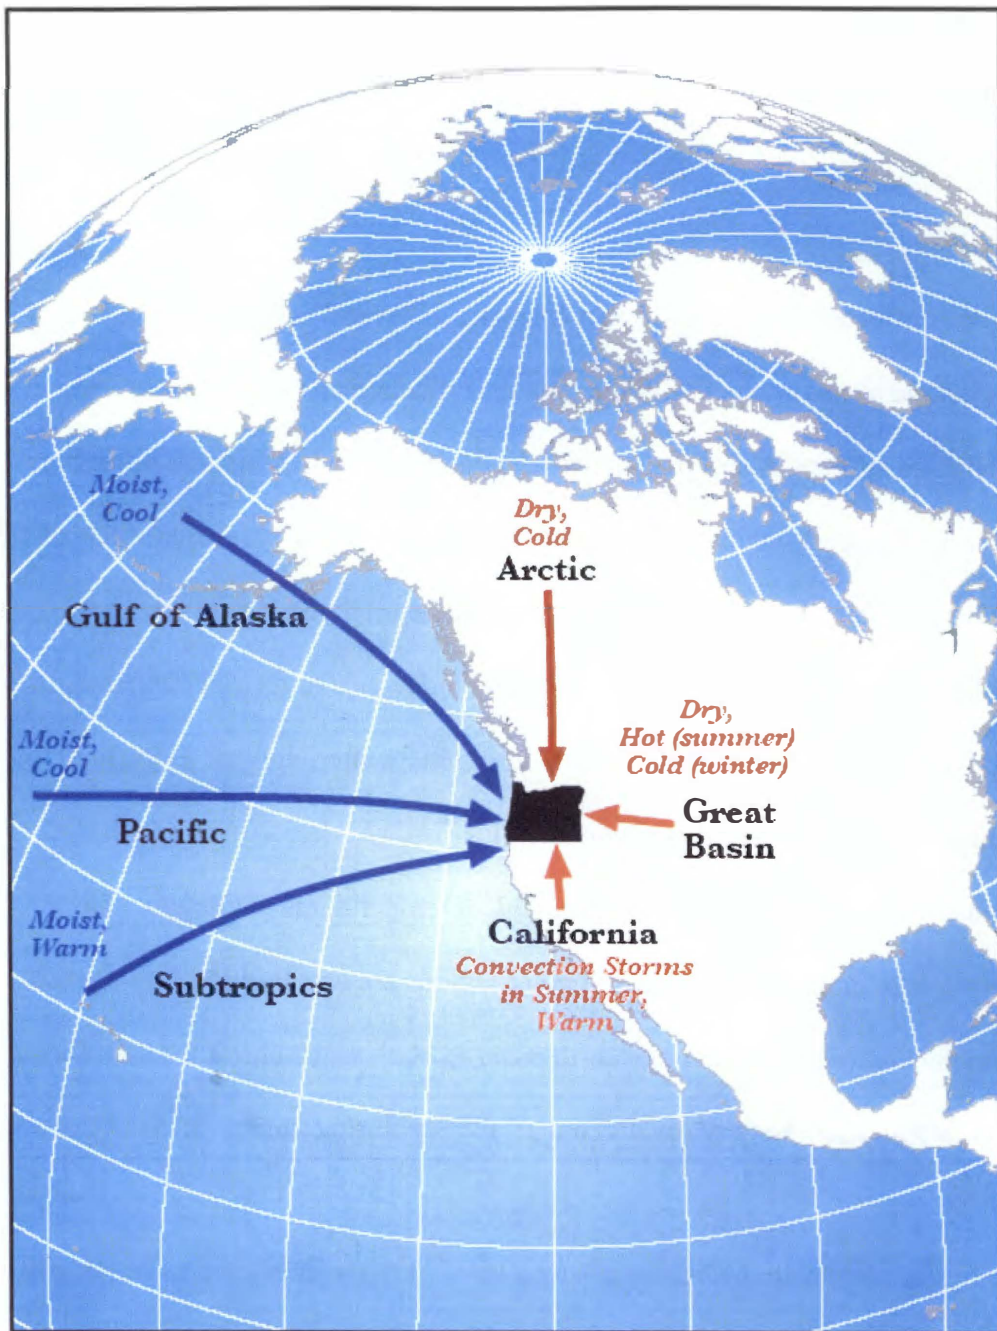 Moist,
Cool
Gulf of Alaska
Dry,
Cold
Arctic
Moist,
Cool
Pacific
Dry,
Hot (summer)
Cold (winter)
Great
Basin
Moist,
Warm
Subtropics
California
Convection Storms
in Summer,
Warm